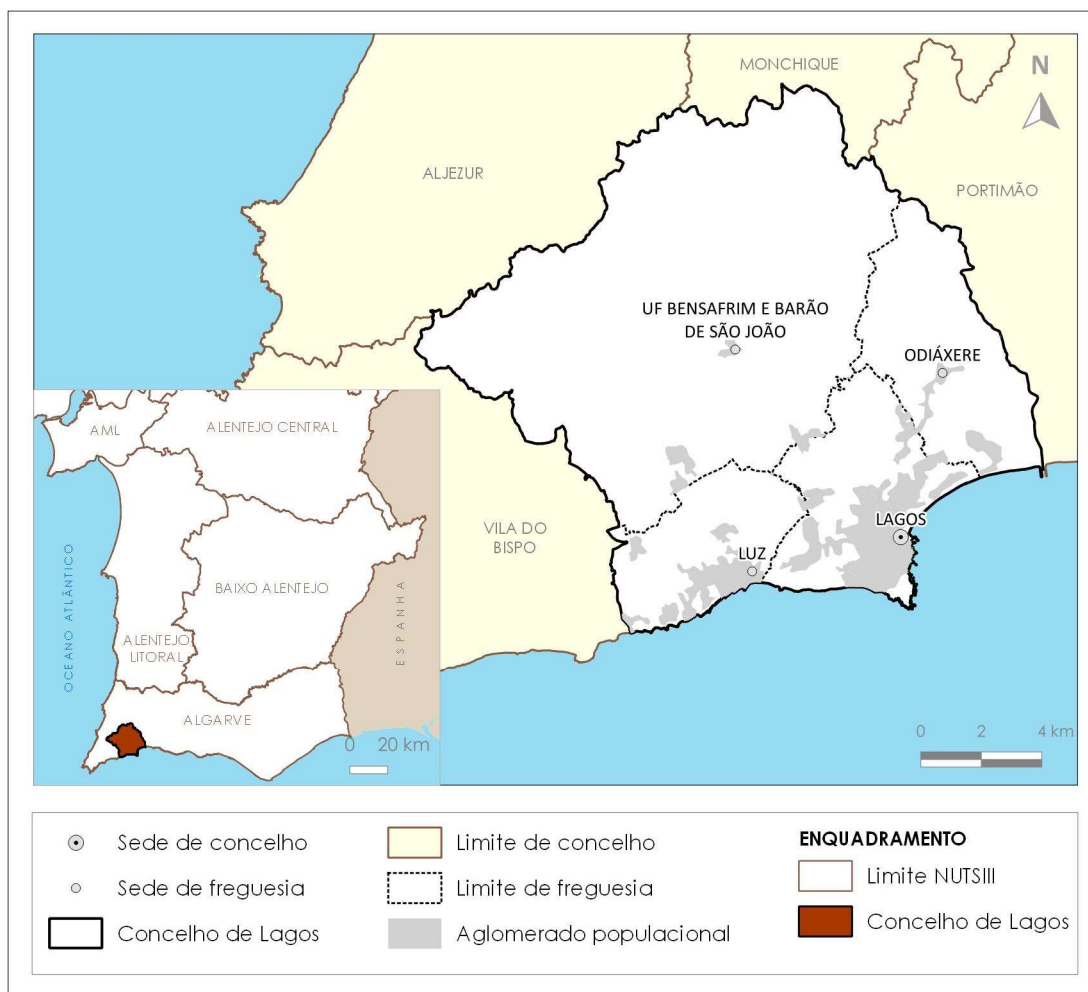 MONCHIQUE
N
ALJEZUR
PORTIMÃO
UF BENSAFRIM E BARÃO
DE SÃO JOÃO
ODIÁXERE
LAGOS
LUZ
VILA DO
BISPO
0 2 4 km
AML
ALENTEJO CENTRAL
OCEANO ATLÂNTICO
BAIXO ALENTEJO
ESPANHA
ALENTEJO
LITORAL
ALGARVE
0 20 km
Sede de concelho
Sede de freguesia
Concelho de Lagos
Limite de concelho
Limite de freguesia
Aglomerado populacional
ENQUADRAMENTO
Limite NUTSIII
Concelho de Lagos